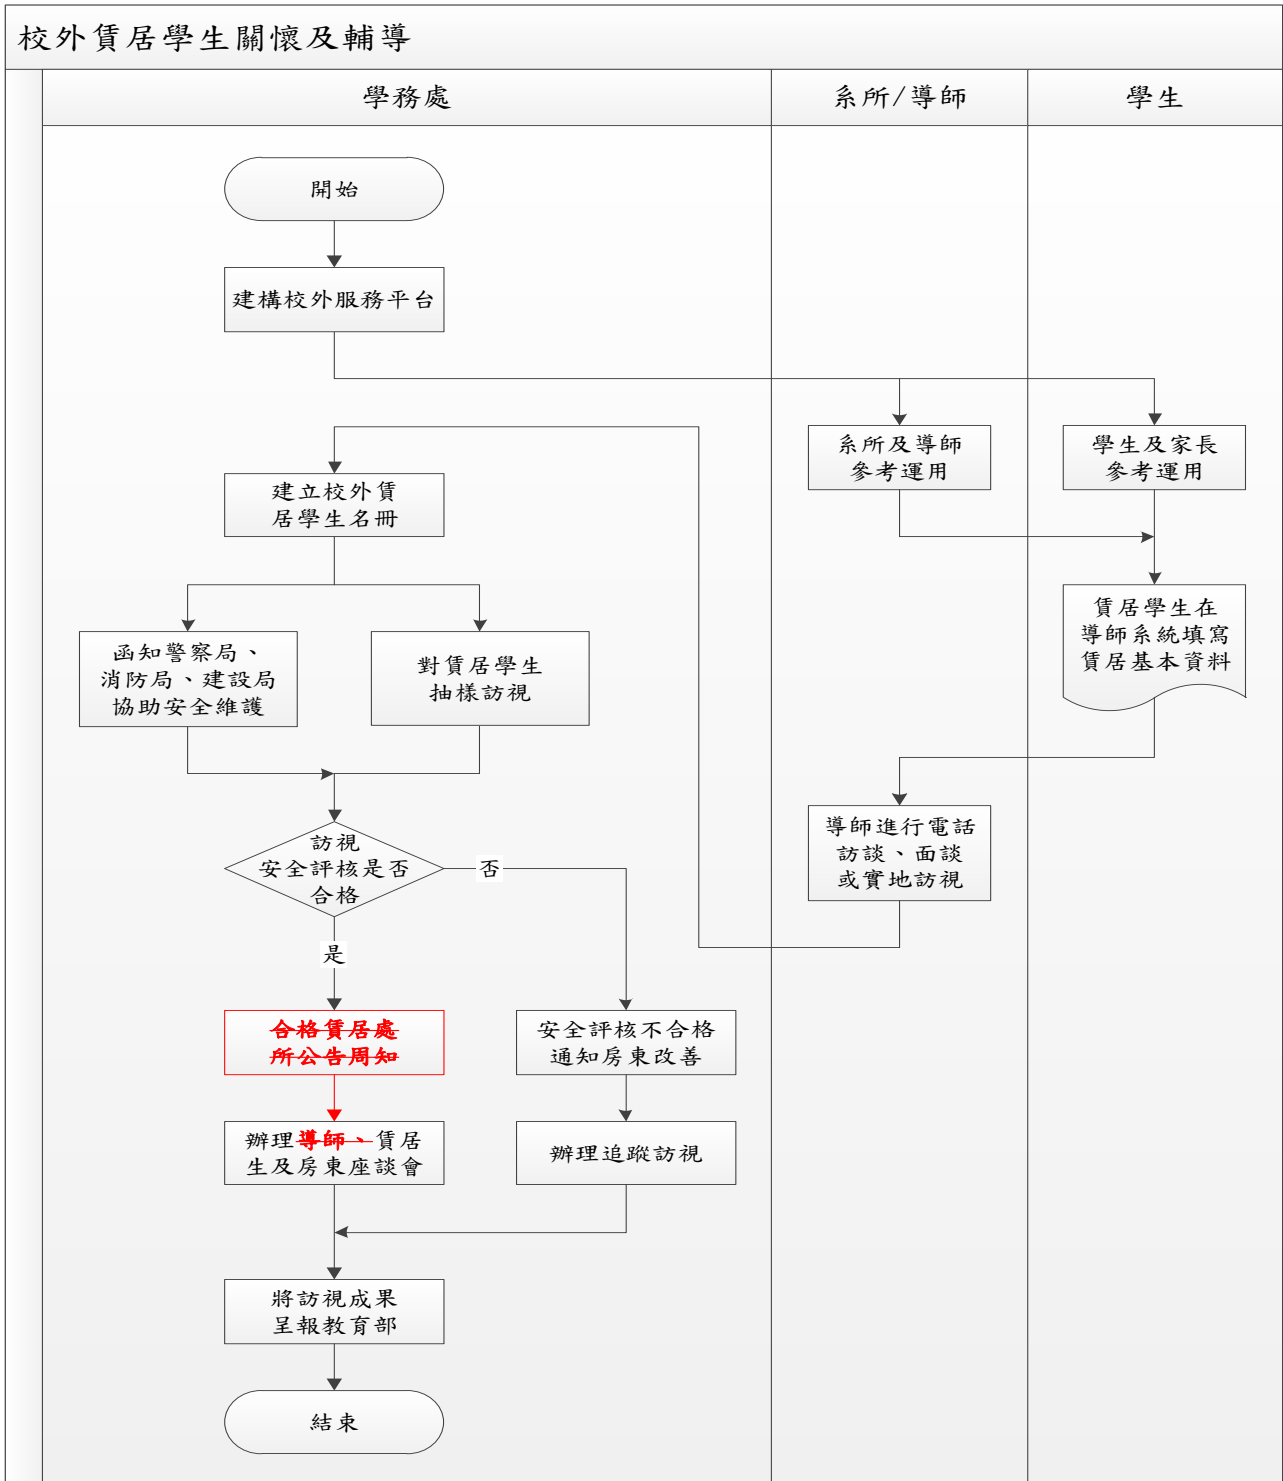 校外賃居學生關懷及輔導
學務處
系所/導師
學生
開始
建構校外服務平台
系所及導師
參考運用
學生及家長
參考運用
建立校外賃
居學生名冊
賃居學生在
導師系統填寫
賃居基本資料
函知警察局、
消防局、建設局
協助安全維護
對賃居學生
抽樣訪視
導師進行電話
訪談、面談
或實地訪視
訪視
安全評核是否
合格
否
是
合格賃居處
所公告周知
安全評核不合格
通知房東改善
辦理導師、賃居
生及房東座談會
辦理追蹤訪視
將訪視成果
呈報教育部
結束